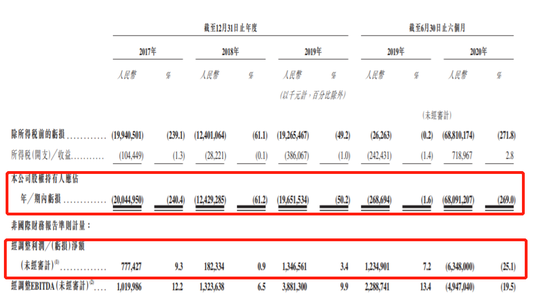 截至12月31日止年度 截至6月30日止六個月
2017年 2018年 2019年 2019年 2020年
人民幣 % 人民幣 % 人民幣 % 人民幣 % 人民幣 %
(以千元計，百分比除外)
(未經審計)
除所得稅前的虧損 (19,940,501) (239.1) (12,401,064) (61.1) (19,265,467) (49.2) (26,263) (0.2) (68,810,174) (271.8)
所得稅(開支)／收益 (104,449) (1.3) (28,221) (0.1) (386,067) (1.0) (242,431) (1.4) 718,967 2.8
本公司股權持有人應佔
年／期內虧損 (20,044,950) (240.4) (12,429,285) (61.2) (19,651,534) (50.2) (268,694) (1.6) (68,091,207) (269.0)
非國際財務報告準則計量：
經調整利潤／(虧損)淨額
(未經審計) 777,427 9.3 182,334 0.9 1,346,561 3.4 1,234,901 7.2 (6,348,000) (25.1)
經調整EBITDA(未經審計) 1,019,986 12.2 1,323,638 6.5 3,881,300 9.9 2,288,741 13.4 (4,947,040) (19.5)